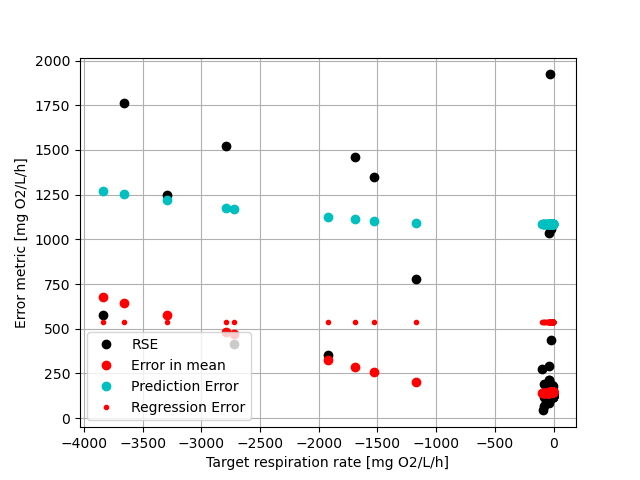 2000
1750
1500
1250
1000
750
500
250
0
Error metric [mg O2/L/h]
RSE
Error in mean
Prediction Error
Regression Error
−4000 −3500 −3000 −2500 −2000 −1500 −1000 −500 0
Target respiration rate [mg O2/L/h]